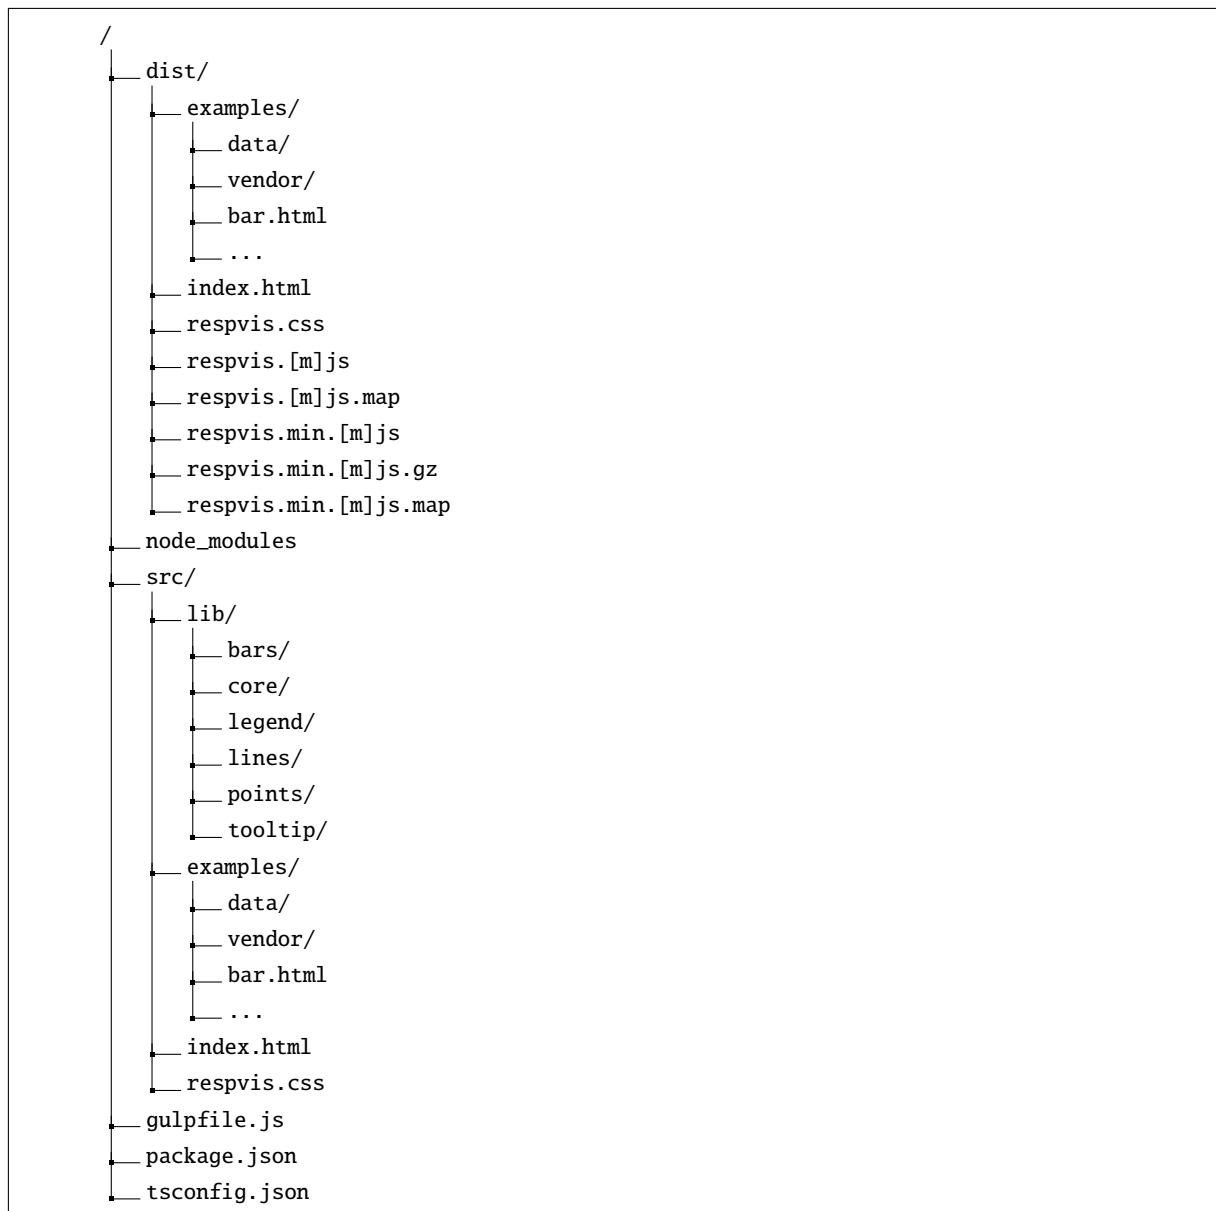 /
dist/
examples/
data/
vendor/
bar.html
...
index.html
respvis.css
respvis.[m]js
respvis.[m]js.map
respvis.min.[m]js
respvis.min.[m]js.gz
respvis.min.[m]js.map
node_modules
src/
lib/
bars/
core/
legend/
lines/
points/
tooltip/
examples/
data/
vendor/
bar.html
...
index.html
respvis.css
gulpfile.js
package.json
tsconfig.json